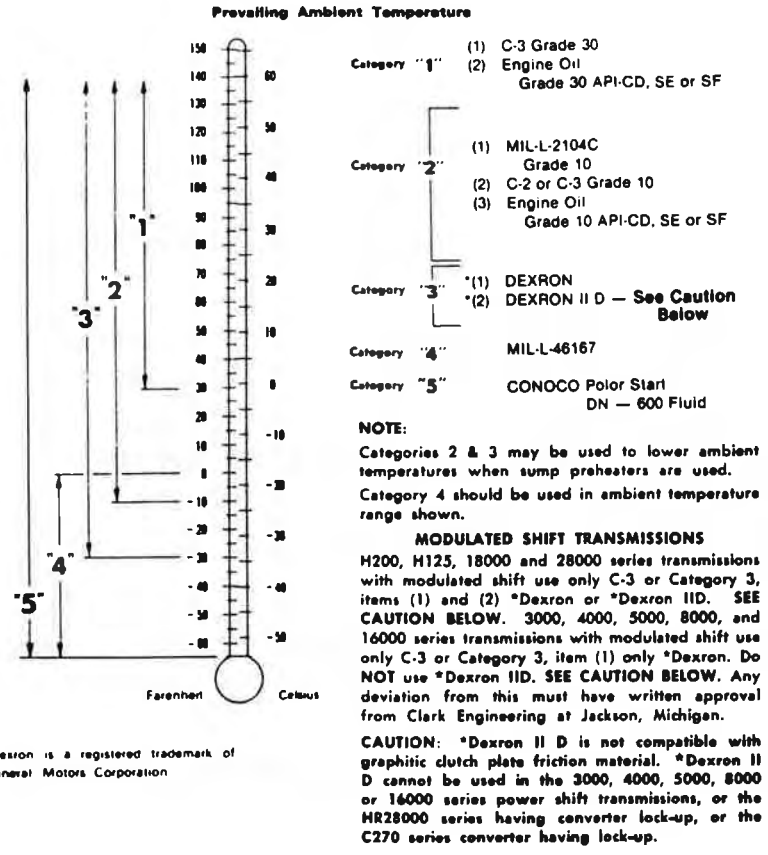 Prevailing Ambient Temperature
150
140
130
120
110
100
90
80
70
60
50
40
30
20
10
0
- 10
- 20
- 30
- 40
- 50
- 60
60
50
40
30
20
10
0
- 10
- 20
- 30
- 40
- 50
"1"
"2"
"3"
"4"
"5"
Farenheit Celsius
Category "1" (1) C-3 Grade 30
(2) Engine Oil
Grade 30 API-CD, SE or SF
Category "2" (1) MIL-L-2104C
Grade 10
(2) C-2 or C-3 Grade 10
(3) Engine Oil
Grade 10 API-CD, SE or SF
Category "3" *(1) DEXRON
*(2) DEXRON II D — See Caution
Below
Category "4" MIL-L-46167
Category "5" CONOCO Polor Start
DN — 600 Fluid
NOTE:
Categories 2 & 3 may be used to lower ambient
temperatures when sump preheaters are used.
Category 4 should be used in ambient temperature
range shown.
MODULATED SHIFT TRANSMISSIONS
H200, H125, 18000 and 28000 series transmissions
with modulated shift use only C-3 or Category 3,
items (1) and (2) *Dexron or *Dexron IID. SEE
CAUTION BELOW. 3000, 4000, 5000, 8000, and
16000 series transmissions with modulated shift use
only C-3 or Category 3, item (1) only *Dexron. Do
NOT use *Dexron IID. SEE CAUTION BELOW. Any
deviation from this must have written approval
from Clark Engineering at Jackson, Michigan.
CAUTION: *Dexron II D is not compatible with
graphitic clutch plate friction material. *Dexron II
D cannot be used in the 3000, 4000, 5000, 8000
or 16000 series power shift transmissions, or the
HR28000 series having converter lock-up, or the
C270 series converter having lock-up.
exron is a registered trademark of
neral Motors Corporation